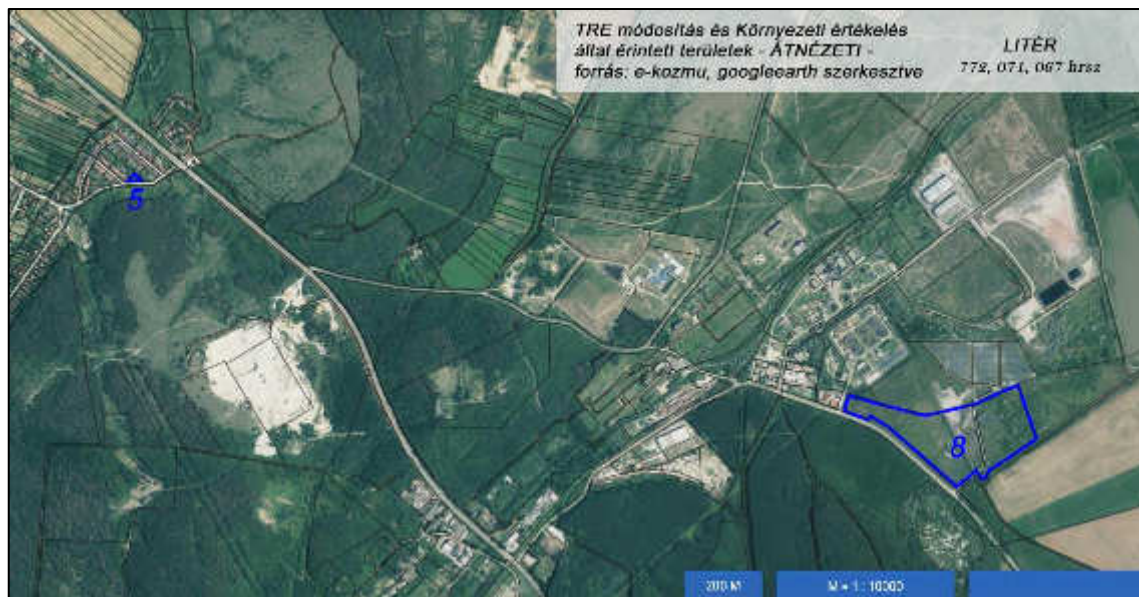 TRE módosítás és Környezeti értékelés
által érintett területek - ÁTNÉZETI -
forrás: e-kozmu, googleearth szerkesztve
LITÉR
772, 071, 067 hrsz
5
8
200 M
M = 1 : 10000